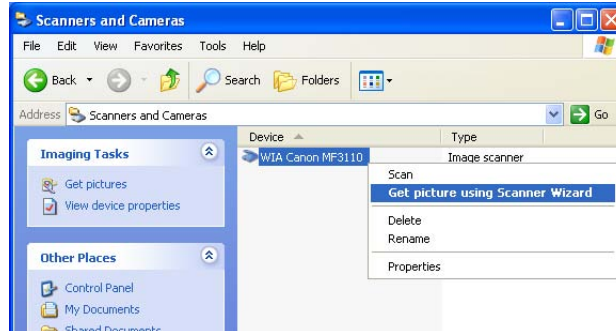 Scanners and Cameras
File Edit View Favorites Tools Help
Back Search Folders
Address Scanners and Cameras Go
Device Type
Imaging Tasks
Get pictures
View device properties
WIA Canon MF3110 Image scanner
Scan
Get picture using Scanner Wizard
Delete
Rename
Properties
Other Places
Control Panel
My Documents
Shared Documents